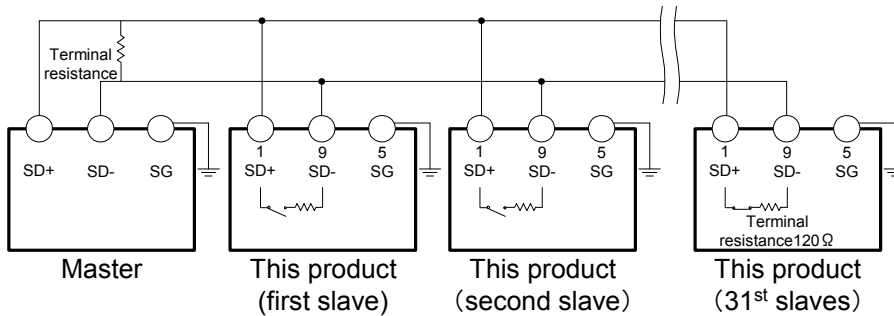 Terminal
resistance
SD+ SD- SG
1 9 5
SD+ SD- SG
1 9 5
SD+ SD- SG
1 9 5
SD+ SD- SG
Terminal
resistance120Ω
Master
This product
(first slave)
This product
（second slave）
This product
（31st slaves）